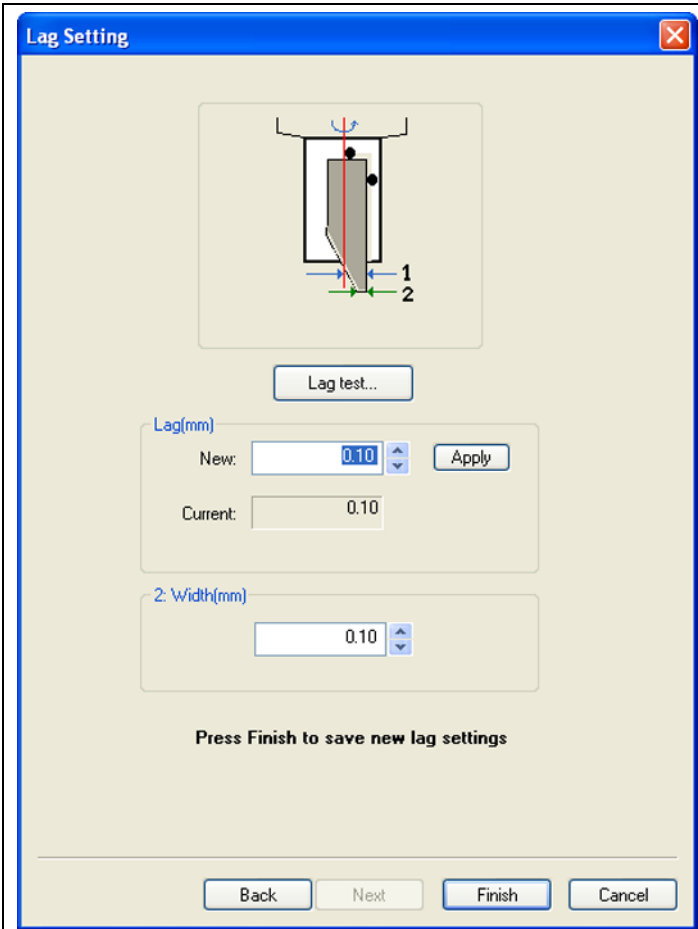 Lag Setting
1
2
Lag test...
Lag(mm)
New: 0.10 Apply
Current: 0.10
2: Width(mm)
0.10
Press Finish to save new lag settings
Back Next Finish Cancel